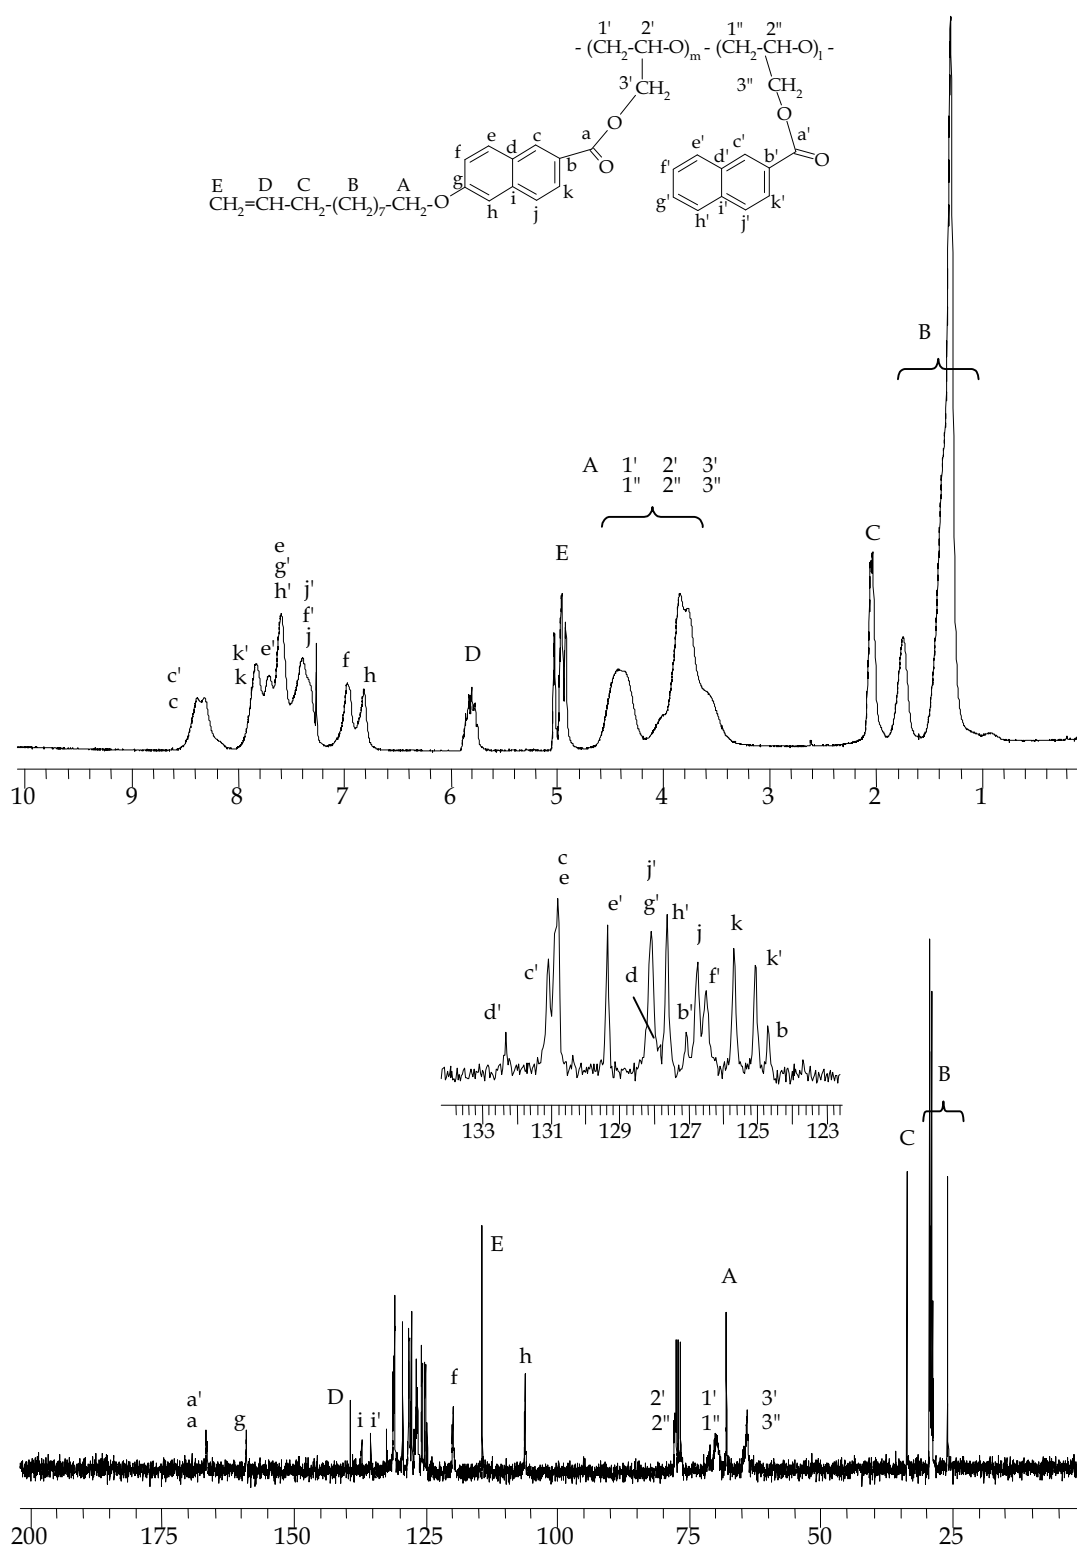 1' 2' 1'' 2''
- (CH2-CH-O)m - (CH2-CH-O)l -
3' CH2 3'' CH2
O O
a a'
e d c b O e' d' c' b' O
f g f'
E D C B A
CH2=CH-CH2-(CH2)7-CH2-O
h i j k g' h' i' j' k'
B
A 1' 2' 3'
1'' 2'' 3''
C
E
e
g'
h' j'
f'
k' e' j
k
D
f
h
c'
c
10 9 8 7 6 5 4 3 2 1
c
e
j'
e' g' h'
k
j
k'
c' d f'
d' b' b
133 131 129 127 125 123
B
C
E
A
h
f
a' D 2' 1' 3'
a g i i' 2'' 1'' 3''
200 175 150 125 100 75 50 25